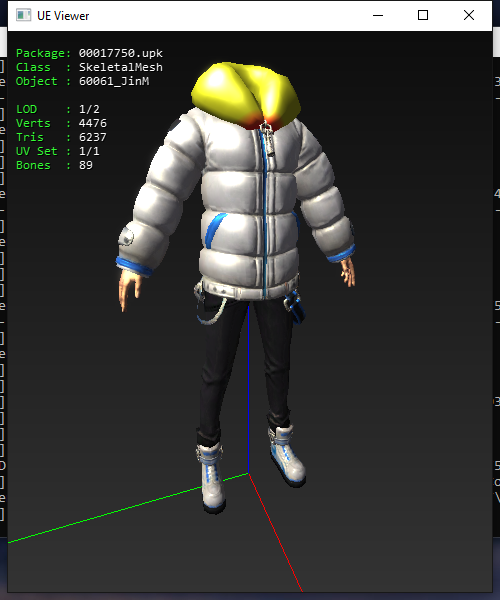 UE Viewer
Package: 00017750.upk
Class  : SkeletalMesh
Object : 60061_JinM
LOD    : 1/2
Verts  : 4476
Tris   : 6237
UV Set : 1/1
Bones  : 89